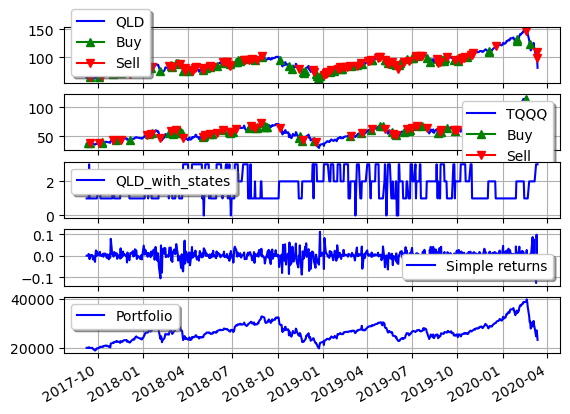 150
100
QLD
Buy
Sell
100
50
TQQQ
Buy
Sell
2
0
QLD_with_states
0.1
0.0
−0.1
Simple returns
40000
20000
Portfolio
2017-10 2018-01 2018-04 2018-07 2018-10 2019-01 2019-04 2019-07 2019-10 2020-01 2020-04